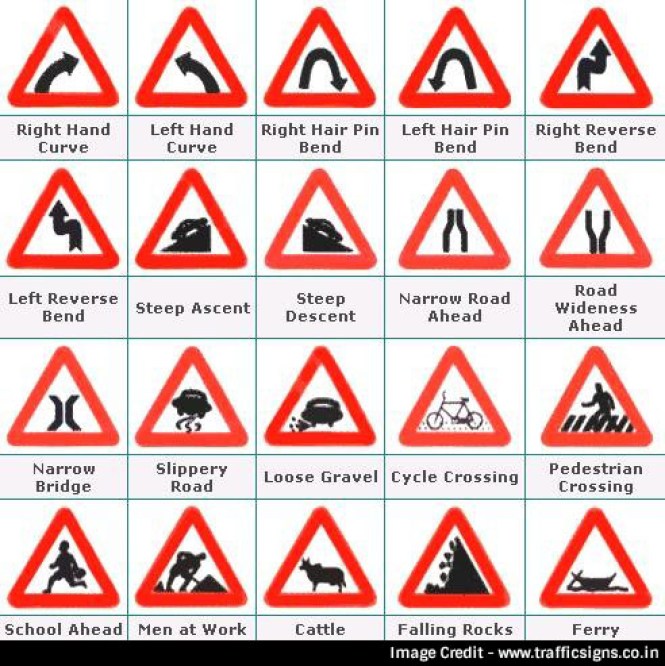 Right Hand
Curve
Left Hand
Curve
Right Hair Pin
Bend
Left Hair Pin
Bend
Right Reverse
Bend
Left Reverse
Bend
Steep Ascent
Steep
Descent
Narrow Road
Ahead
Road
Wideness
Ahead
Narrow
Bridge
Slippery
Road
Loose Gravel
Cycle Crossing
Pedestrian
Crossing
School Ahead
Men at Work
Cattle
Falling Rocks
Ferry
Image Credit - www.trafficsigns.co.in